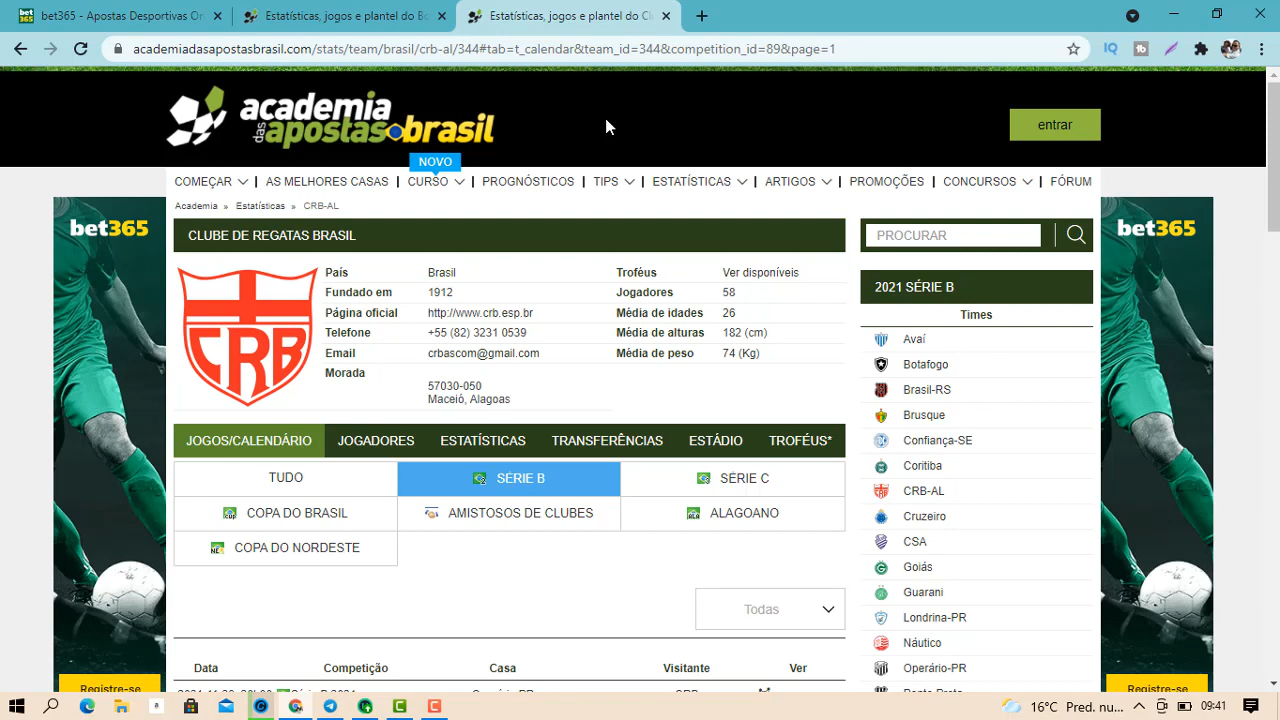 bet365 - Apostas Desportivas On
Estatísticas, jogos e plantel do Bo
Estatísticas, jogos e plantel do Cl
academiadasapostasbrasil.com/stats/team/brasil/crb-al/344#tab=t_calendar&team_id=344&competition_id=89&page=1
academia
das apostas brasil
entrar
NOVO
COMEÇAR
AS MELHORES CASAS
CURSO
PROGNÓSTICOS
TIPS
ESTATÍSTICAS
ARTIGOS
PROMOÇÕES
CONCURSOS
FÓRUM
Academia » Estatísticas » CRB-AL
bet365
bet365
CLUBE DE REGATAS BRASIL
PROCURAR
CRB
País Brasil
Fundado em 1912
Página oficial http://www.crb.esp.br
Telefone +55 (82) 3231 0539
Email crbascom@gmail.com
Morada
57030-050
Maceió, Alagoas
Troféus Ver disponíveis
Jogadores 58
Média de idades 26
Média de alturas 182 (cm)
Média de peso 74 (Kg)
JOGOS/CALENDÁRIO
JOGADORES
ESTATÍSTICAS
TRANSFERÊNCIAS
ESTÁDIO
TROFÉUS*
TUDO
SÉRIE B
SÉRIE C
COPA DO BRASIL
AMISTOSOS DE CLUBES
ALAGOANO
COPA DO NORDESTE
Todas
Data Competição Casa Visitante Ver
2021 SÉRIE B
Times
Avaí
Botafogo
Brasil-RS
Brusque
Confiança-SE
Coritiba
CRB-AL
Cruzeiro
CSA
Goiás
Guarani
Londrina-PR
Náutico
Operário-PR
Registre-se
Registre-se
16°C Pred. nu...
09:41